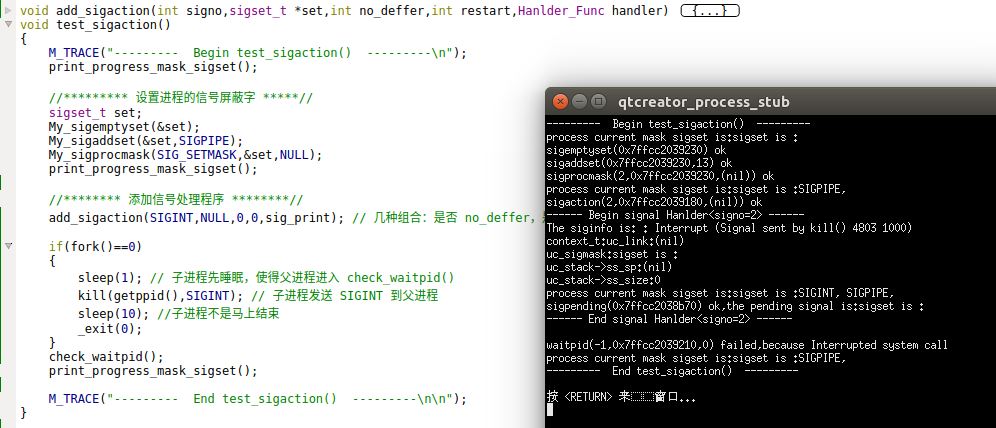 void add_sigaction(int signo,sigset_t *set,int no_deffer,int restart,Hanlder_Func handler) {...}
void test_sigaction()
{
M_TRACE("---------  Begin test_sigaction()  ---------\n");
print_progress_mask_sigset();
//********* 设置进程的信号屏蔽字 *****//
sigset_t set;
My_sigemptyset(&set);
My_sigaddset(&set,SIGPIPE);
My_sigprocmask(SIG_SETMASK,&set,NULL);
print_progress_mask_sigset();
//******** 添加信号处理程序 ********//
add_sigaction(SIGINT,NULL,0,0,sig_print); // 几种组合：是否 no_deffer，
if(fork()==0)
{
sleep(1); // 子进程先睡眠，使得父进程进入 check_waitpid()
kill(getppid(),SIGINT); // 子进程发送 SIGINT 到父进程
sleep(10); //子进程不是马上结束
_exit(0);
}
check_waitpid();
print_progress_mask_sigset();
M_TRACE("---------  End test_sigaction()  ---------\n\n");
}
qtcreator_process_stub
---------  Begin test_sigaction()  ---------
process current mask sigset is:sigset is :
sigemptyset(0x7ffcc2039230) ok
sigaddset(0x7ffcc2039230,13) ok
sigprocmask(2,0x7ffcc2039230,(nil)) ok
process current mask sigset is:sigset is :SIGPIPE,
sigaction(2,0x7ffcc2039180,(nil)) ok
------ Begin signal Hanlder<signo=2> ------
The siginfo is: : Interrupt (Signal sent by kill() 4803 1000)
context_t:uc_link:(nil)
uc_sigmask:sigset is :
uc_stack->ss_sp:(nil)
uc_stack->ss_size:0
process current mask sigset is:sigset is :SIGINT, SIGPIPE,
sigpending(0x7ffcc2038b70) ok,the pending signal is:sigset is :
------ End signal Hanlder<signo=2> ------
waitpid(-1,0x7ffcc2039210,0) failed,because Interrupted system call
process current mask sigset is:sigset is :SIGPIPE,
---------  End test_sigaction()  ---------
按 <RETURN> 来窗口...